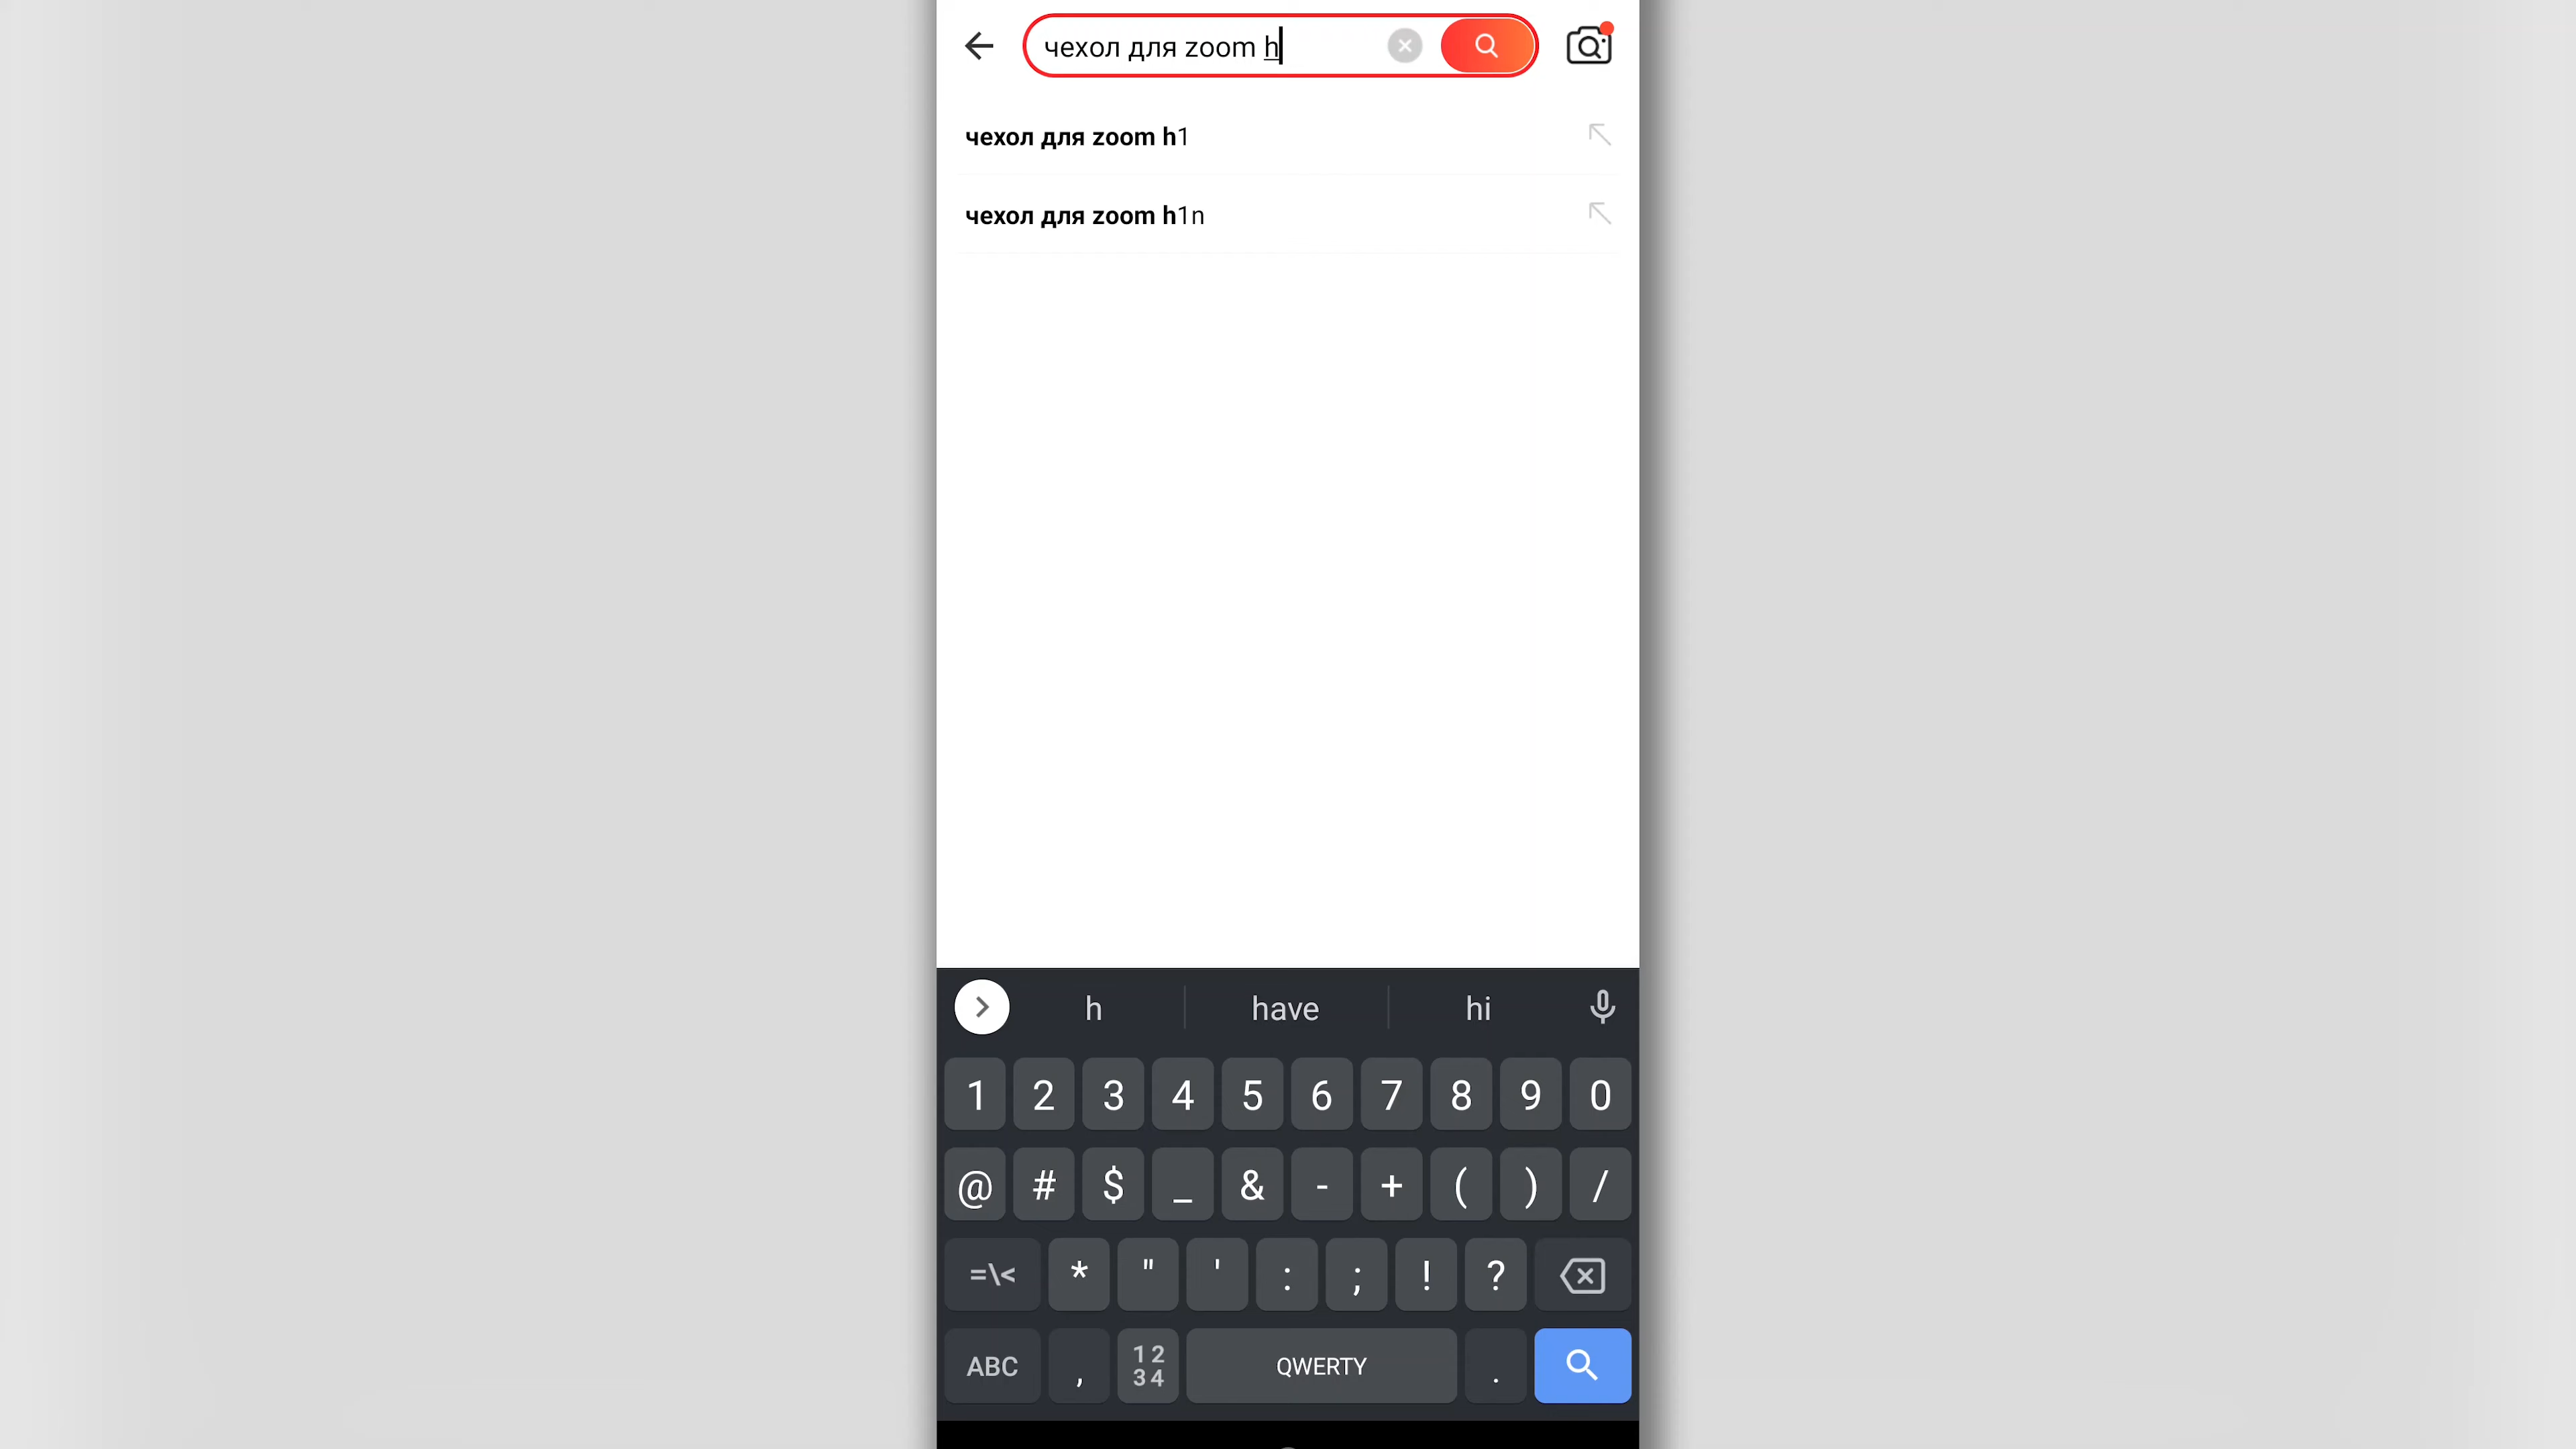 чехол для zoom h
чехол для zoom h1
чехол для zoom h1n
h have hi
1 2 3 4 5 6 7 8 9 0
@ # $ _ & - + ( ) /
=\< * " ' : ; ! ?
ABC , 12 34 QWERTY .